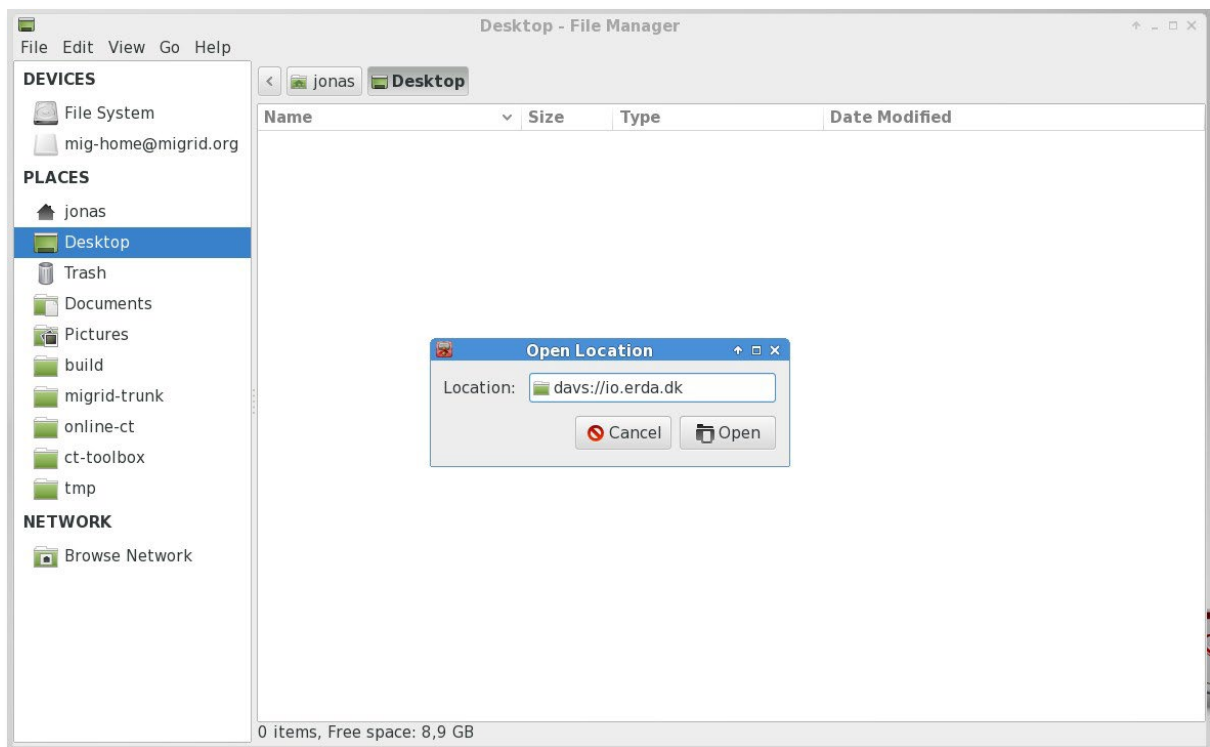 Desktop - File Manager
File Edit View Go Help
DEVICES
File System
mig-home@migrid.org
PLACES
jonas
Desktop
Trash
Documents
Pictures
build
migrid-trunk
online-ct
ct-toolbox
tmp
NETWORK
Browse Network
jonas Desktop
Name Size Type Date Modified
Open Location
Location: davs://io.erda.dk
Cancel Open
0 items, Free space: 8,9 GB